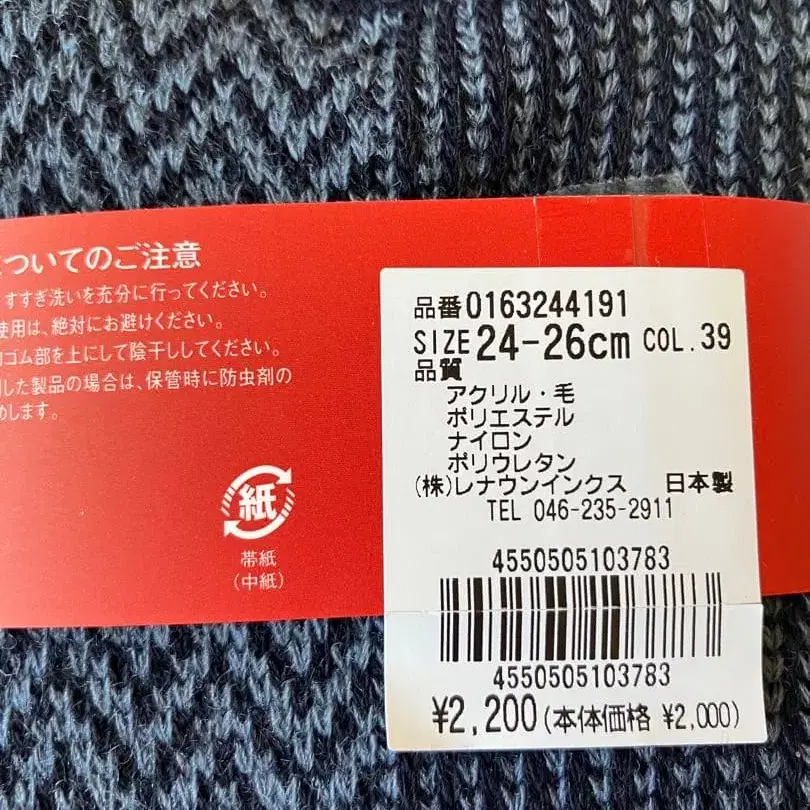 ついてのご注意
すすぎ洗いを充分に行ってください。
使用は、絶対にお避けください。
ゴム部を上にして陰干ししてください。
した製品の場合は、保管時に防虫剤の
めします。
紙
帯紙
(中紙)
品番0163244191
SIZE 24-26cm COL.39
品質
アクリル・毛
ポリエステル
ナイロン
ポリウレタン
(株)レナウンインクス 日本製
TEL 046-235-2911
4550505103783
4550505103783
¥2,200(本体価格 ¥2,000)